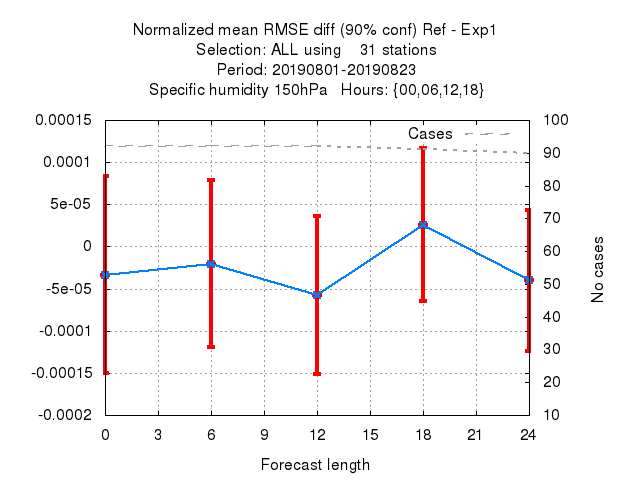 Normalized mean RMSE diff (90% conf) Ref - Exp1
Selection: ALL using 31 stations
Period: 20190801-20190823
Specific humidity 150hPa Hours: {00,06,12,18}
Cases
0.00015
0.0001
5e-05
0
-5e-05
-0.0001
-0.00015
-0.0002
100
90
80
70
60
50
40
30
20
10
No cases
0 3 6 9 12 15 18 21 24
Forecast length